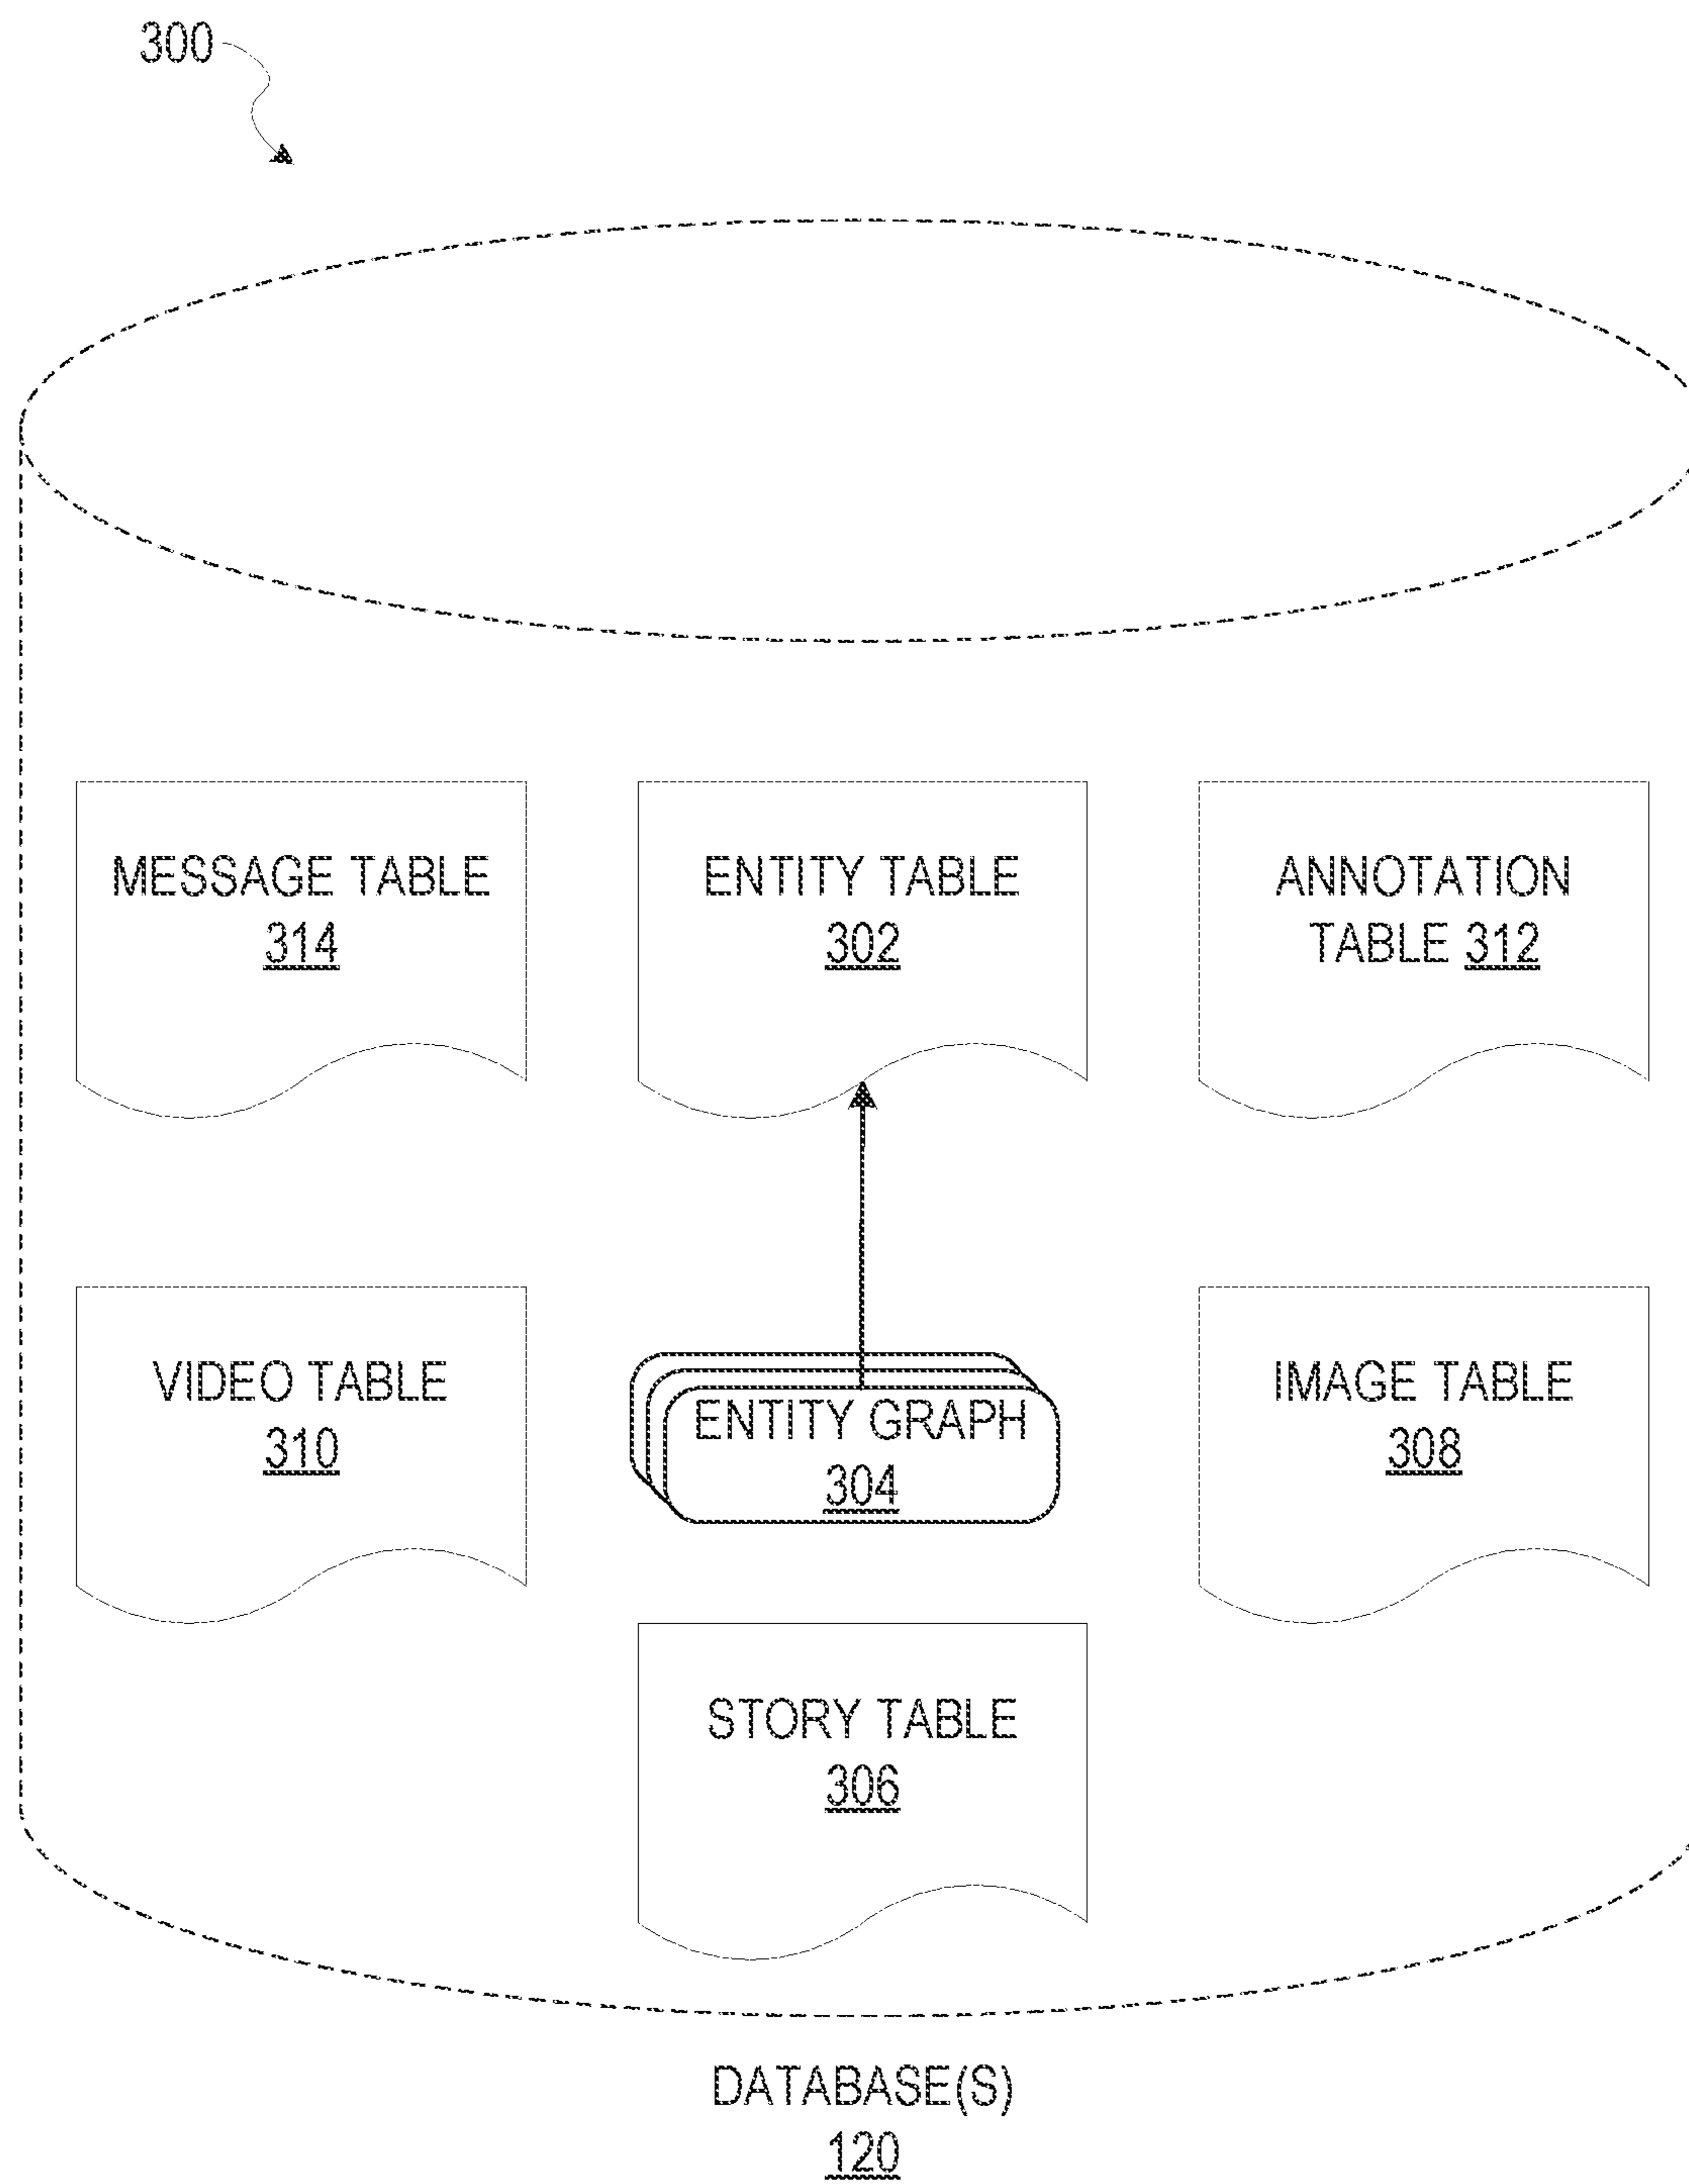 300
MESSAGE TABLE
314
ENTITY TABLE
302
ANNOTATION
TABLE 312
VIDEO TABLE
310
ENTITY GRAPH
304
IMAGE TABLE
308
STORY TABLE
306
DATABASE(S)
120